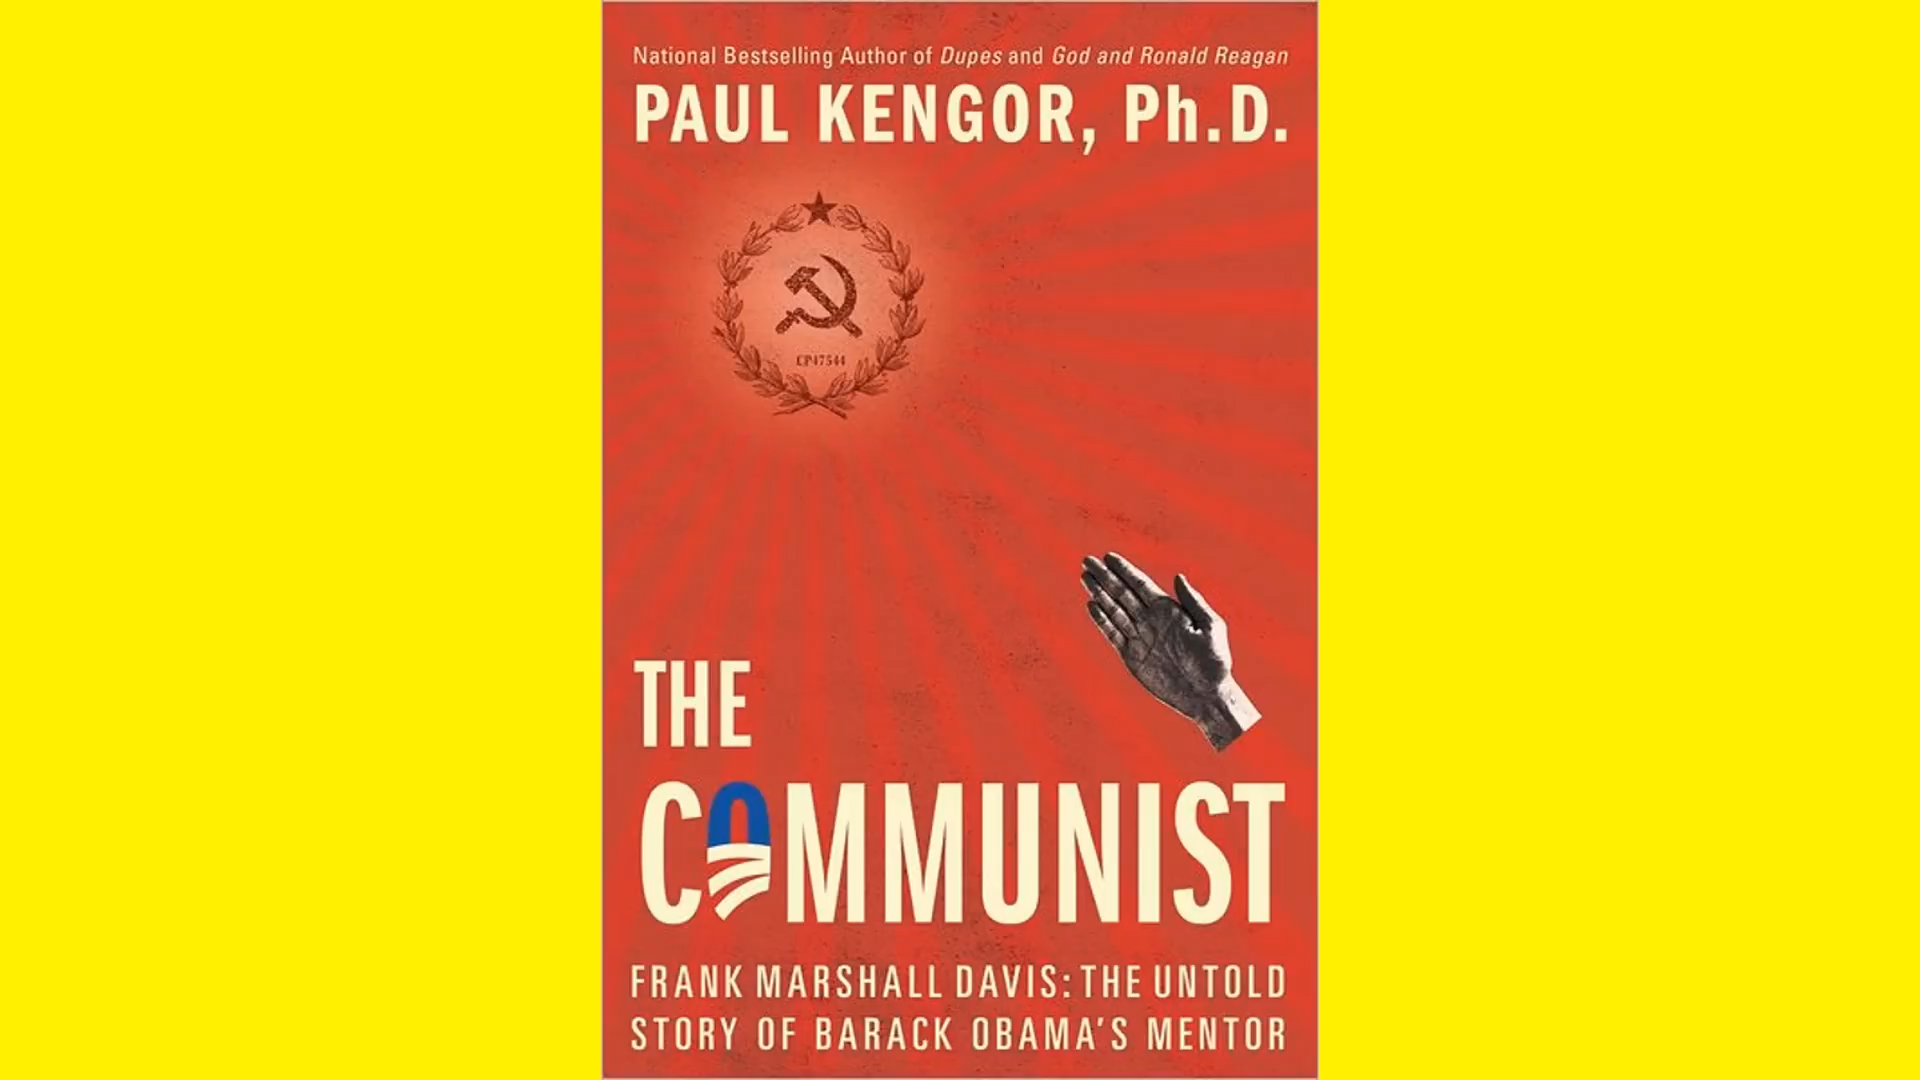 National Bestselling Author of Dupes and God and Ronald Reagan
PAUL KENGOR, Ph.D.
CP47544
THE
COMMUNIST
FRANK MARSHALL DAVIS: THE UNTOLD
STORY OF BARACK OBAMA'S MENTOR